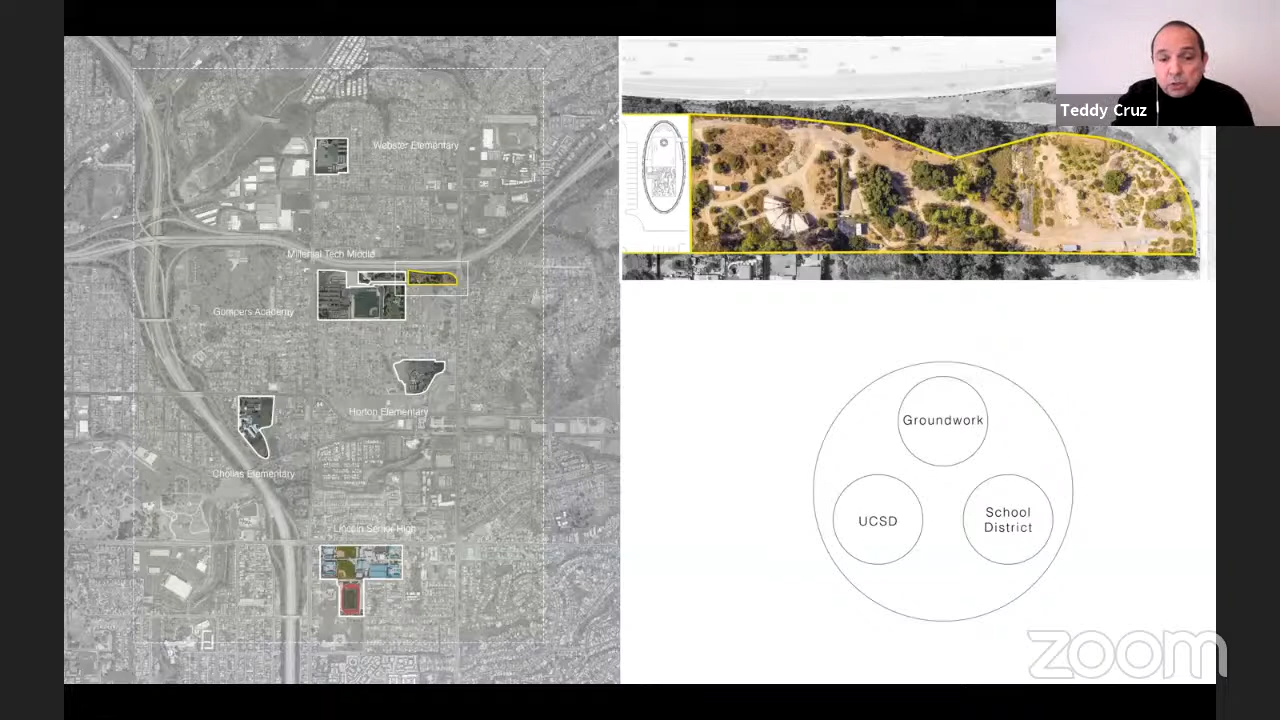 Webster Elementary
Millenial Tech Middle
Gompers Academy
Horton Elementary
Chollas Elementary
Lincoln Senior High
Teddy Cruz
Groundwork
UCSD
School
District
zoom